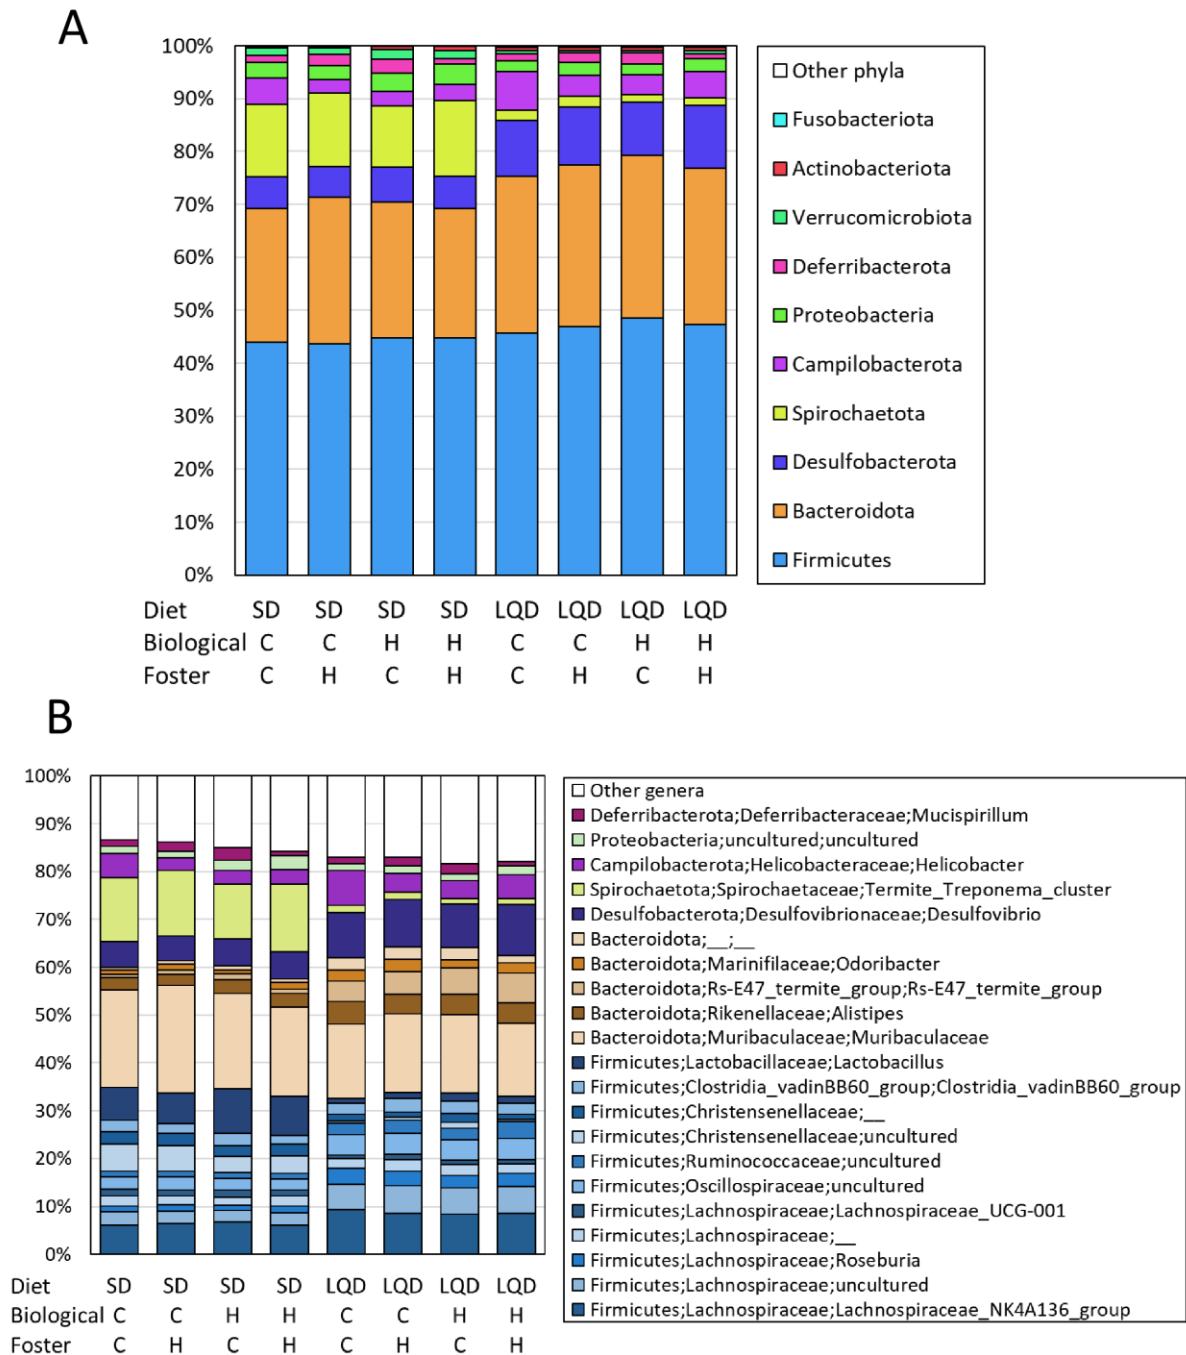 A
100%
90%
80%
70%
60%
50%
40%
30%
20%
10%
0%
Other phyla
Fusobacteriota
Actinobacteriota
Verrucomicrobiota
Deferribacterota
Proteobacteria
Campilobacterota
Spirochaetota
Desulfobacterota
Bacteroidota
Firmicutes
Diet SD SD SD SD LQD LQD LQD LQD
Biological C C H H C C H H
Foster C H C H C H C H
B
100%
90%
80%
70%
60%
50%
40%
30%
20%
10%
0%
Other genera
Deferribacterota;Deferribacteraceae;Mucispirillum
Proteobacteria;uncultured;uncultured
Campilobacterota;Helicobacteraceae;Helicobacter
Spirochaetota;Spirochaetaceae;Termite_Treponema_cluster
Desulfobacterota;Desulfovibrionaceae;Desulfovibrio
Bacteroidota;__;__
Bacteroidota;Marinifilaceae;Odoribacter
Bacteroidota;Rs-E47_termite_group;Rs-E47_termite_group
Bacteroidota;Rikenellaceae;Alistipes
Bacteroidota;Muribaculaceae;Muribaculaceae
Firmicutes;Lactobacillaceae;Lactobacillus
Firmicutes;Clostridia_vadinBB60_group;Clostridia_vadinBB60_group
Firmicutes;Christensenellaceae;__
Firmicutes;Christensenellaceae;uncultured
Firmicutes;Ruminococcaceae;uncultured
Firmicutes;Oscillospiraceae;uncultured
Firmicutes;Lachnospiraceae;Lachnospiraceae_UCG-001
Firmicutes;Lachnospiraceae;__
Firmicutes;Lachnospiraceae;Roseburia
Firmicutes;Lachnospiraceae;uncultured
Firmicutes;Lachnospiraceae;Lachnospiraceae_NK4A136_group
Diet SD SD SD SD LQD LQD LQD LQD
Biological C C H H C C H H
Foster C H C H C H C H